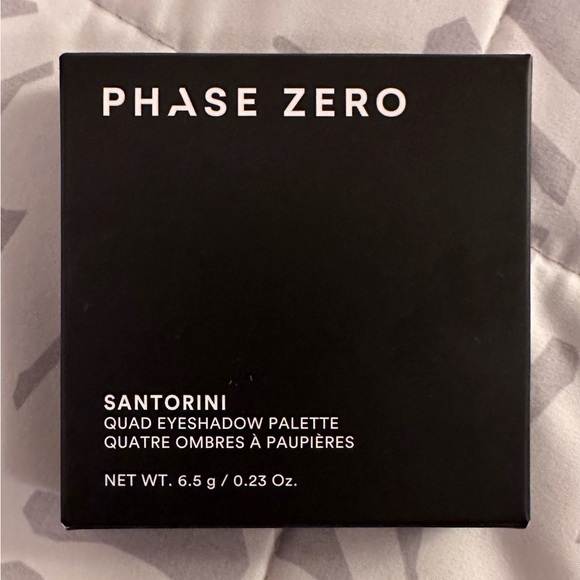 PHASE ZERO
SANTORINI
QUAD EYESHADOW PALETTE
QUATRE OMBRES À PAUPIÈRES
NET WT. 6.5 g / 0.23 Oz.